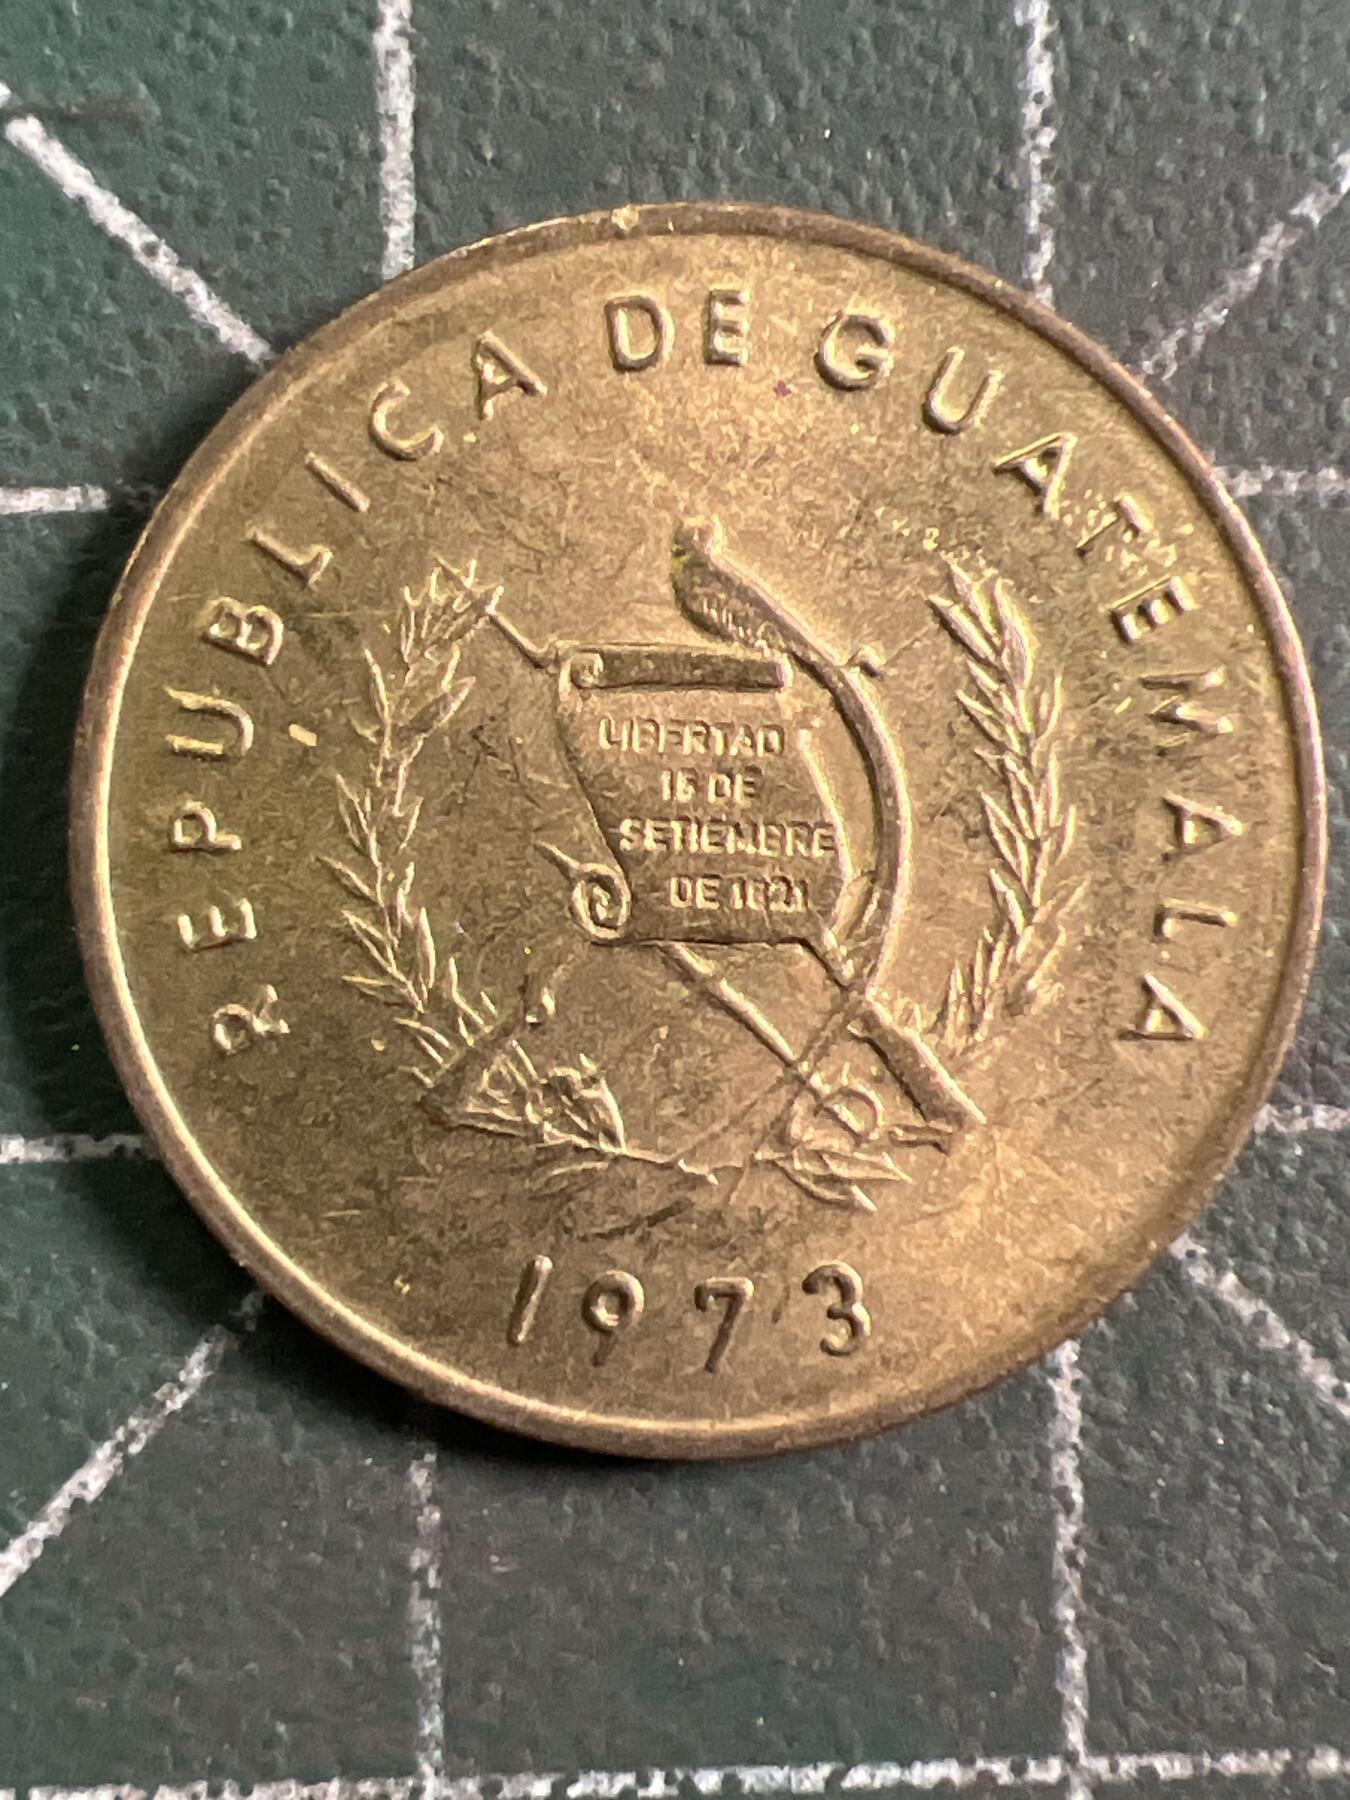 REPUBLICA DE GUATEMALA
LIBERTAD
15 DE
SETIEMBRE
DE 1821
1973